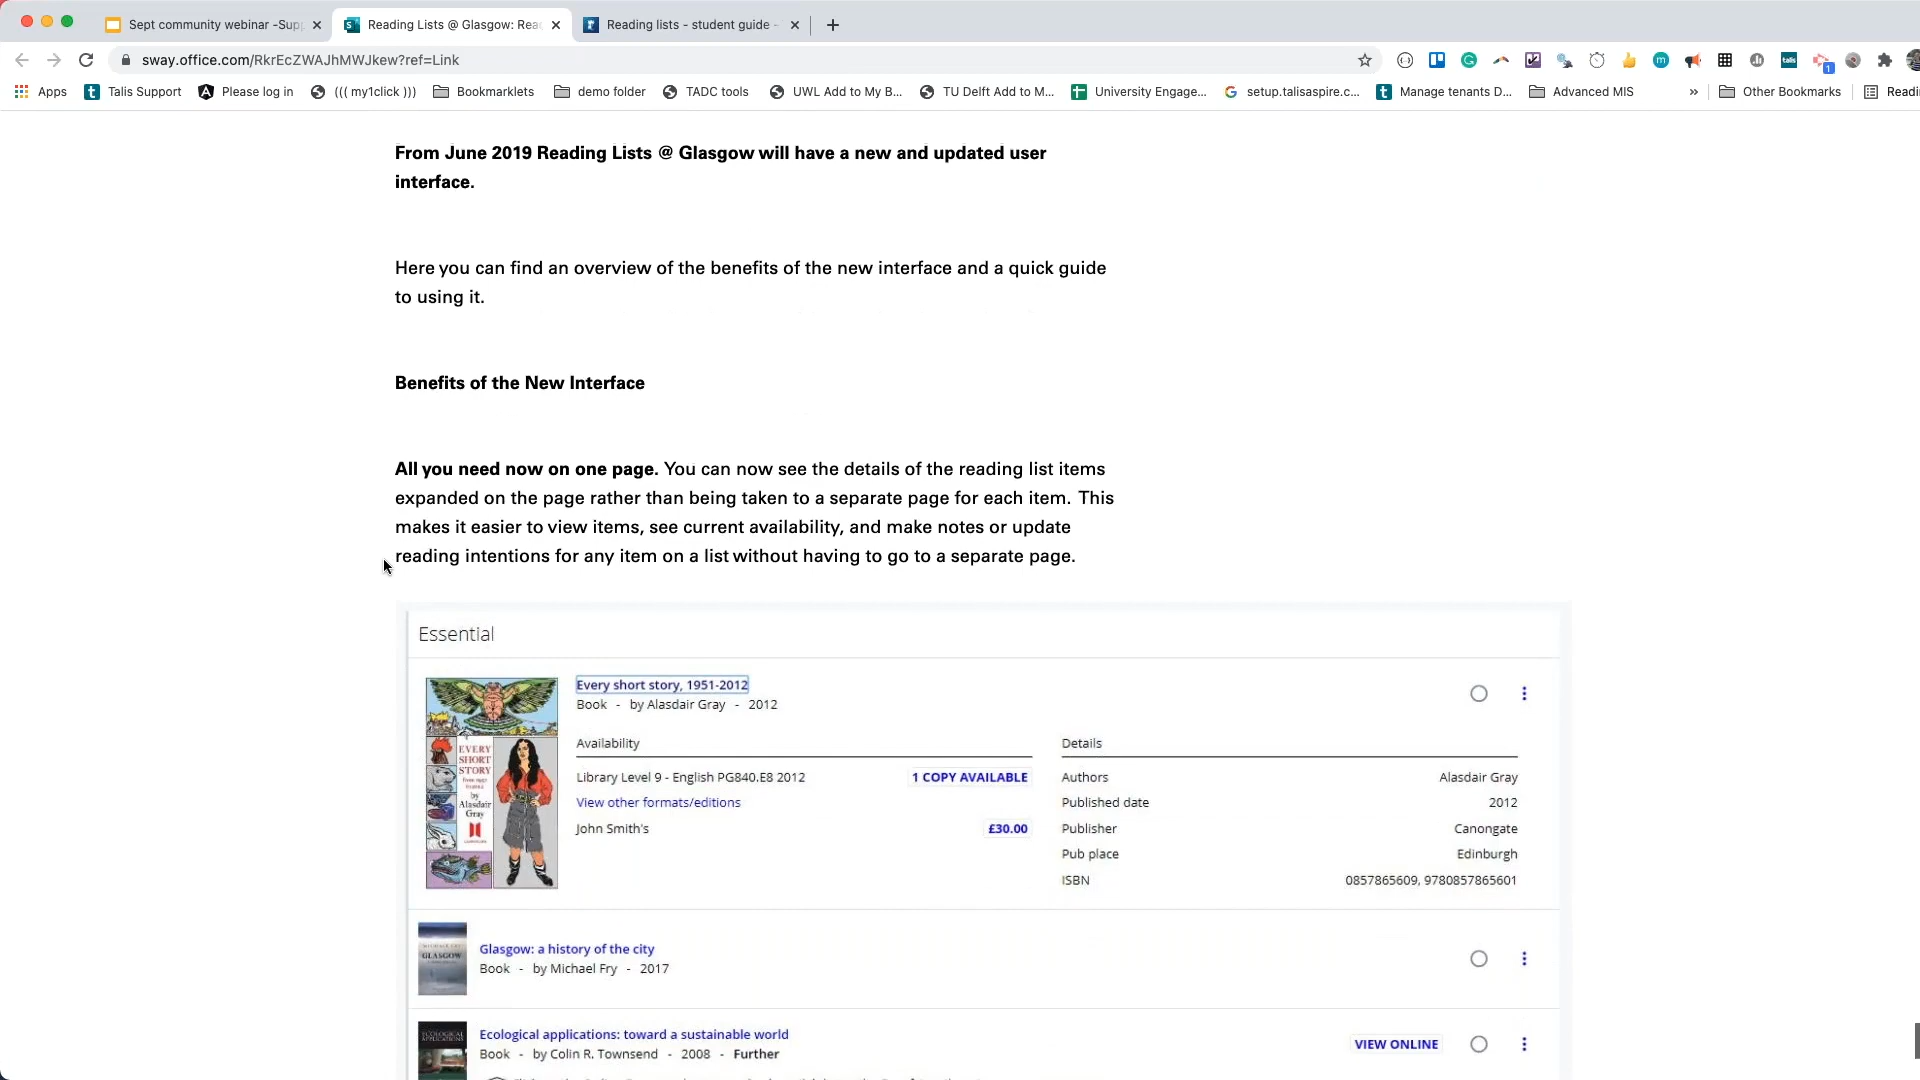 Sept community webinar -Supp
Reading Lists @ Glasgow: Rea
Reading lists - student guide -
sway.office.com/RkrEcZWAJhMWJkew?ref=Link
Apps
Talis Support
Please log in
((( my1click )))
Bookmarklets
demo folder
TADC tools
UWL Add to My B...
TU Delft Add to M...
University Engage...
setup.talisaspire.c...
Manage tenants D...
Advanced MIS
»
Other Bookmarks
Readi
From June 2019 Reading Lists @ Glasgow will have a new and updated user
interface.
Here you can find an overview of the benefits of the new interface and a quick guide
to using it.
Benefits of the New Interface
All you need now on one page. You can now see the details of the reading list items
expanded on the page rather than being taken to a separate page for each item. This
makes it easier to view items, see current availability, and make notes or update
reading intentions for any item on a list without having to go to a separate page.
Essential
Every short story, 1951-2012
Book - by Alasdair Gray - 2012
EVERY
SHORT
STORY
by
Alasdair
Gray
Availability
Library Level 9 - English PG840.E8 2012 1 COPY AVAILABLE
View other formats/editions
John Smith's £30.00
Details
Authors Alasdair Gray
Published date 2012
Publisher Canongate
Pub place Edinburgh
ISBN 0857865609, 9780857865601
GLASGOW
Glasgow: a history of the city
Book - by Michael Fry - 2017
ECOLOGICAL
APPLICATIONS
Ecological applications: toward a sustainable world
Book - by Colin R. Townsend - 2008 - Further
VIEW ONLINE